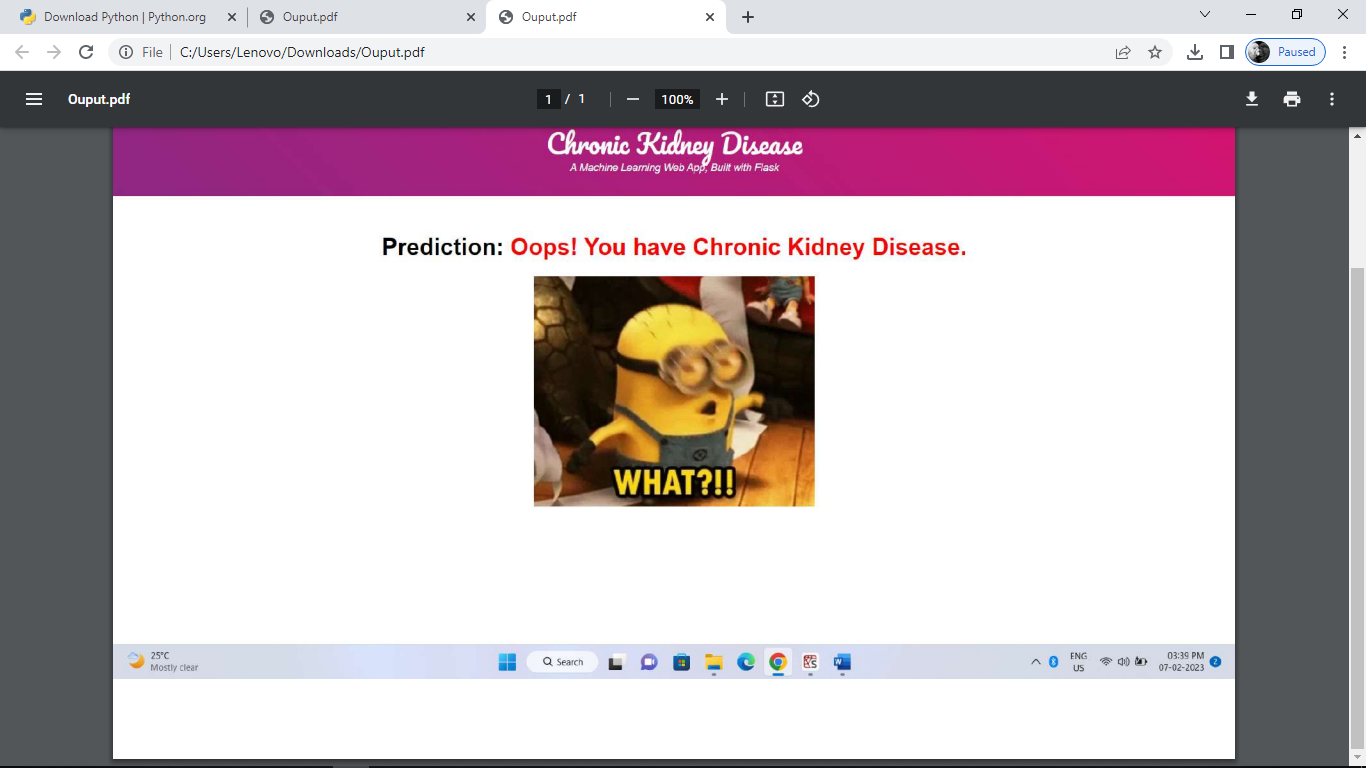 Download Python | Python.org
Ouput.pdf
Ouput.pdf
File
C:/Users/Lenovo/Downloads/Ouput.pdf
Paused
Ouput.pdf
1 / 1
100%
Chronic Kidney Disease
A Machine Learning Web App, Built with Flask
Prediction: Oops! You have Chronic Kidney Disease.
WHAT?!!
25°C
Mostly clear
Search
ENG
US
03:39 PM
07-02-2023
2